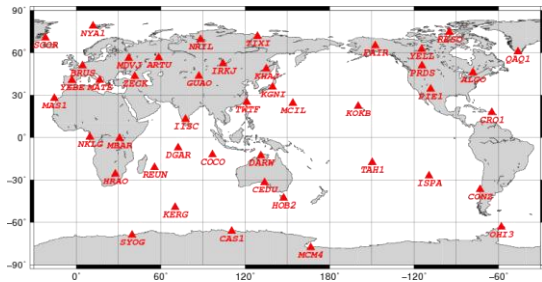 90°
NYA1
SCOR
NRIL
TIXI
FAIR
RESO
QAQ1
60°
BRUS
MDVJ
ARTU
IRKJ
YELL
PRDS
ALGO
YEBE
MATE
ZECK
GUAO
KHAJ
KGNI
PIE1
30°
MAS1
TWTF
MCIL
KOKB
CRO1
IISC
0°
NKLG
MBAR
DGAR
COCO
DARW
TAH1
ISPA
−30°
HRAO
REUN
CEDU
HOB2
CONZ
KERG
−60°
SYOG
CAS1
MCM4
OHI3
−90°
0° 60° 120° −120° −60°